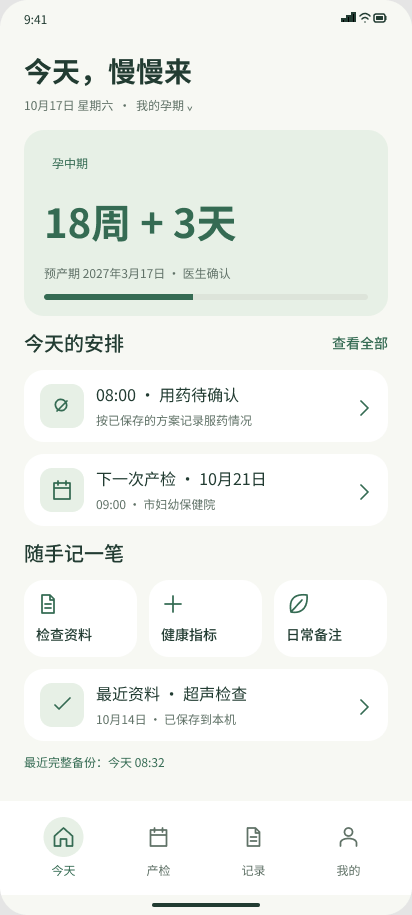 9:41
今天，慢慢来
10月17日 星期六 · 我的孕期
孕中期
18周 + 3天
预产期 2027年3月17日 · 医生确认
今天的安排
查看全部
08:00 · 用药待确认
按已保存的方案记录服药情况
下一次产检 · 10月21日
09:00 · 市妇幼保健院
随手记一笔
检查资料
健康指标
日常备注
最近资料 · 超声检查
10月14日 · 已保存到本机
最近完整备份：今天 08:32
今天
产检
记录
我的